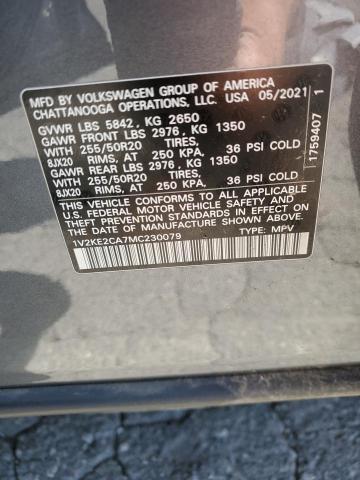 MFD BY VOLKSWAGEN GROUP OF AMERICA
CHATTANOOGA OPERATIONS, LLC. USA 05/2021 1
GVWR LBS 5842, KG 2650
GAWR FRONT LBS 2976, KG 1350
WITH 255/50R20 TIRES,
8JX20 RIMS, AT 250 KPA, 36 PSI COLD
GAWR REAR LBS 2976, KG 1350
WITH 255/50R20 TIRES,
8JX20 RIMS, AT 250 KPA, 36 PSI COLD
THIS VEHICLE CONFORMS TO ALL APPLICABLE
U.S. FEDERAL MOTOR VEHICLE SAFETY AND
THEFT PREVENTION STANDARDS IN EFFECT ON THE
DATE OF MANUFACTURE SHOWN ABOVE.
1V2KE2CA7MC230079 TYPE: MPV
1759407